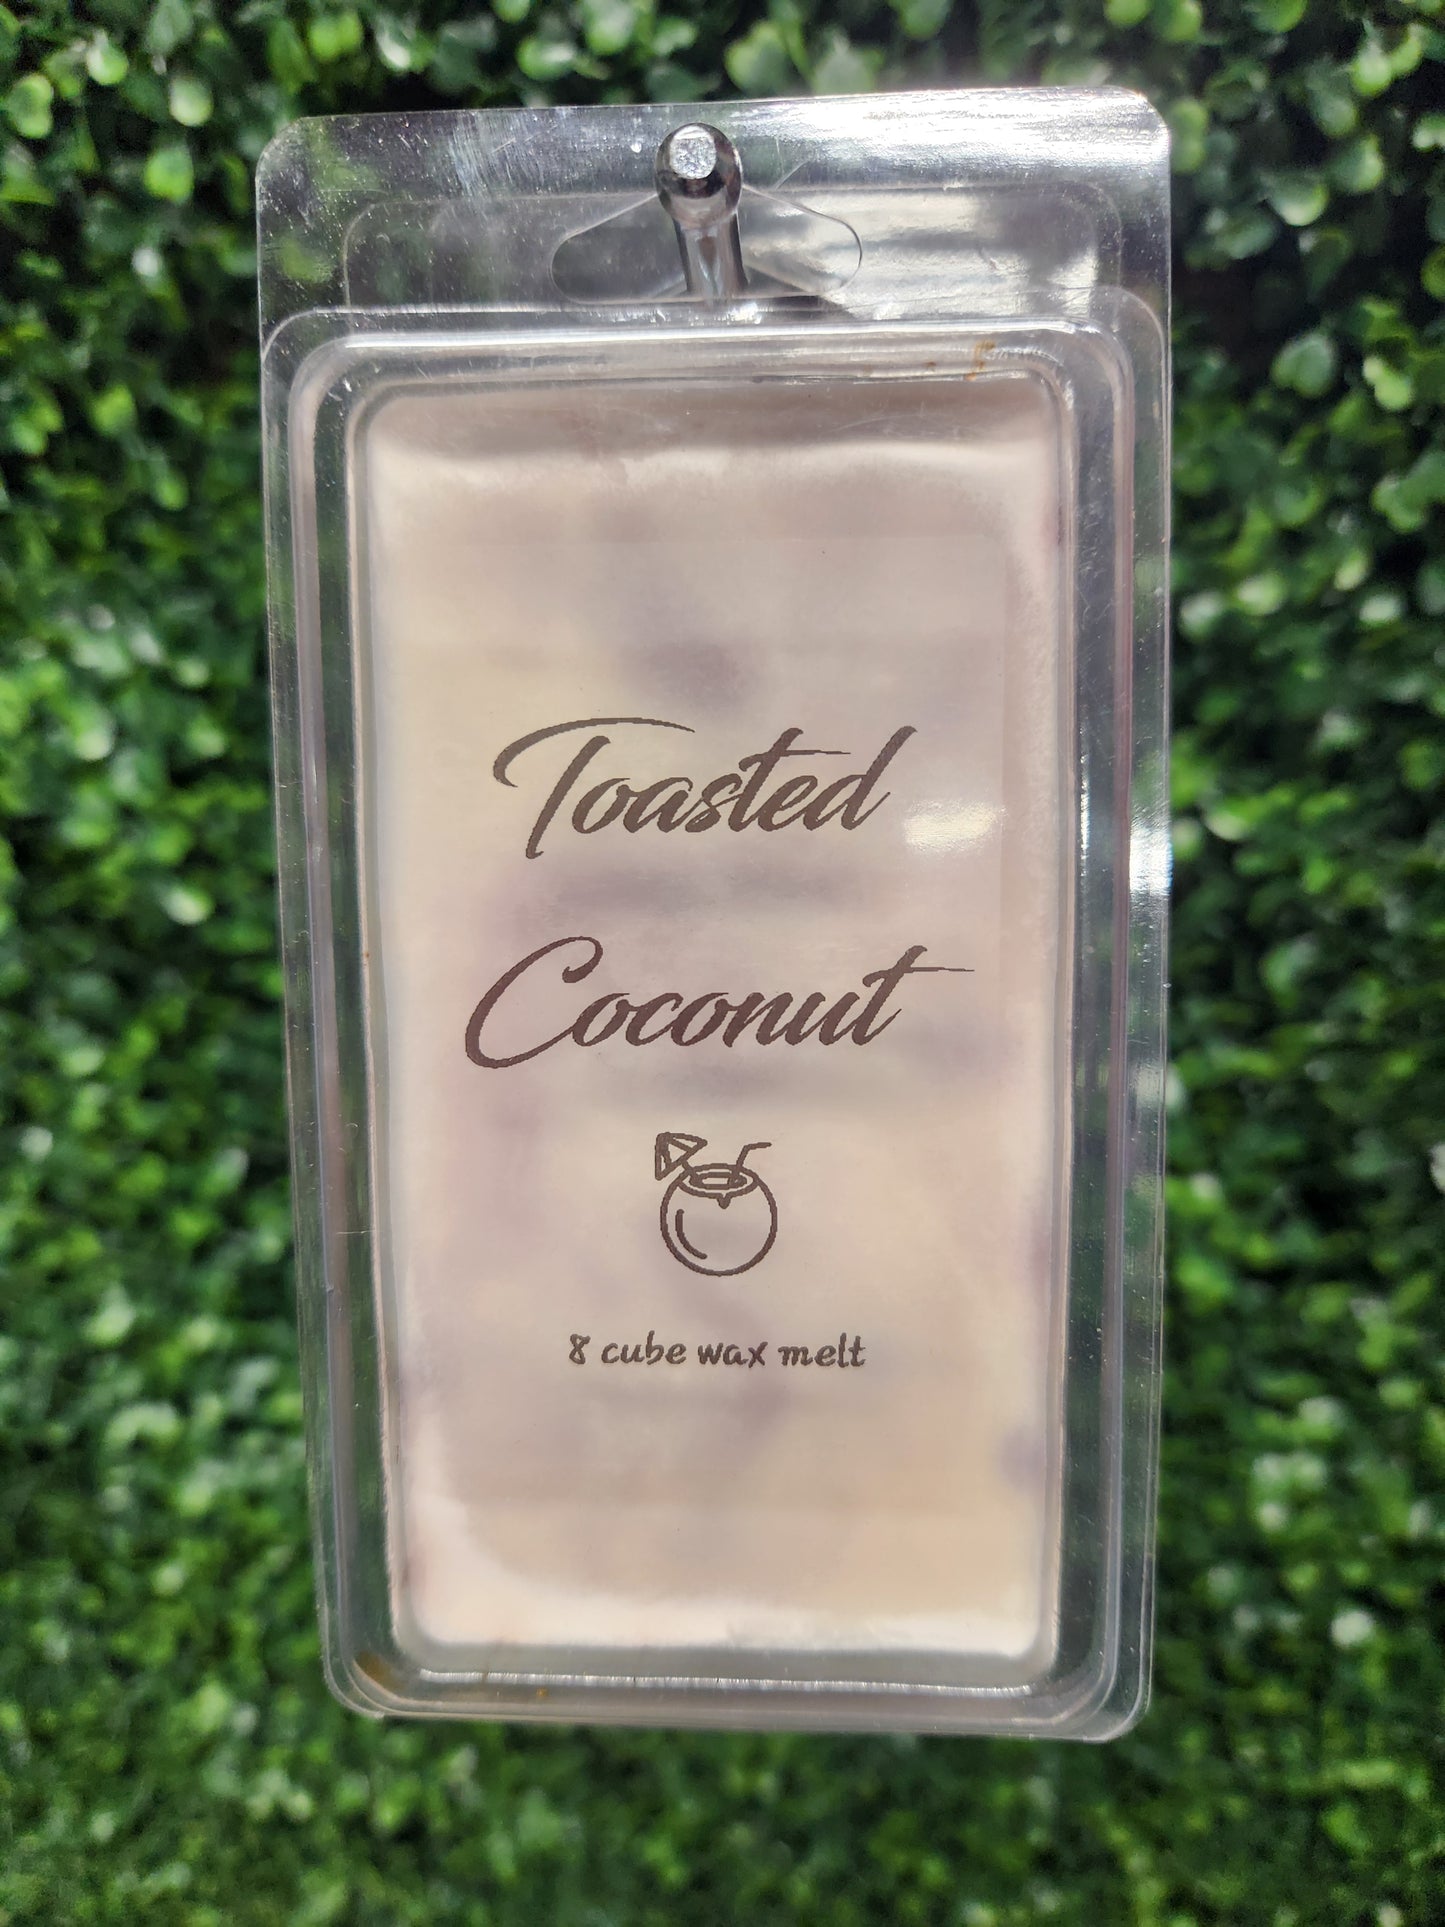 Toasted
Coconut
8 cube wax melt